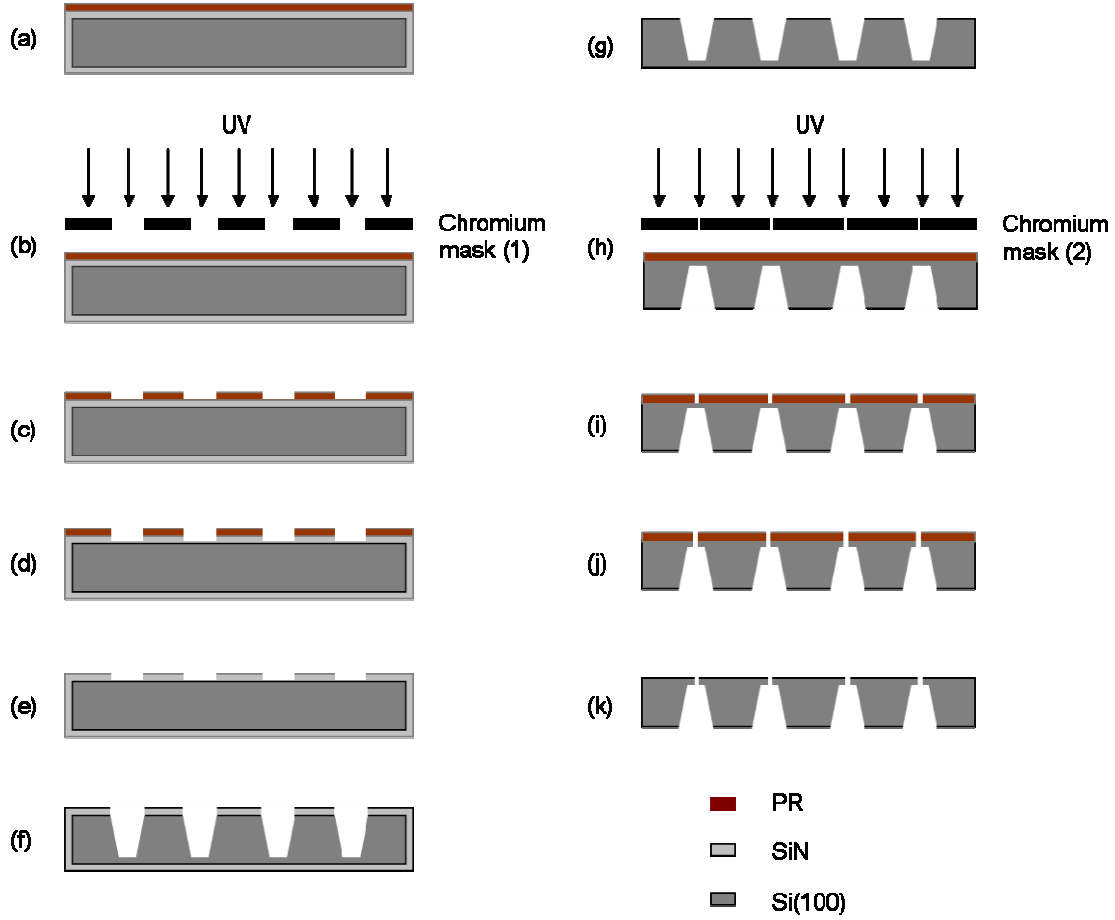 (a)
UV
Chromium
mask (1)
(b)
(c)
(d)
(e)
(f)
(g)
UV
Chromium
mask (2)
(h)
(i)
(j)
(k)
PR
SiN
Si(100)